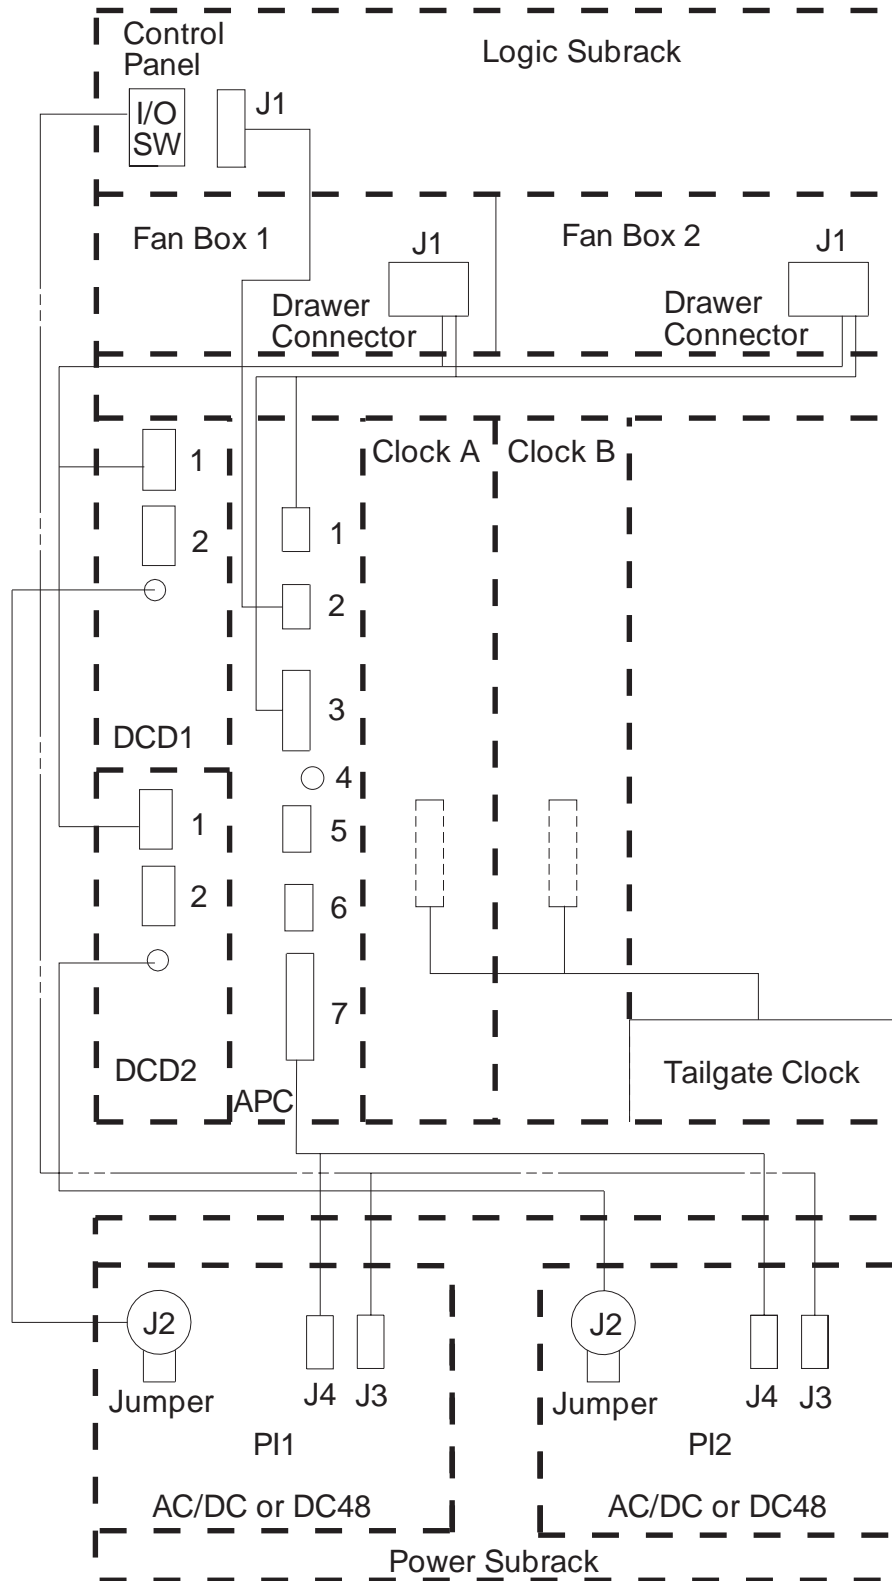 Control
Panel
Logic Subrack
I/O
SW
J1
Fan Box 1
Fan Box 2
J1
J1
Drawer
Connector
Drawer
Connector
Clock A
Clock B
1
2
DCD1
1
2
DCD2
1
2
3
4
5
6
7
APC
Tailgate Clock
J2
Jumper
J4
J3
PI1
AC/DC or DC48
J2
Jumper
J4
J3
PI2
AC/DC or DC48
Power Subrack